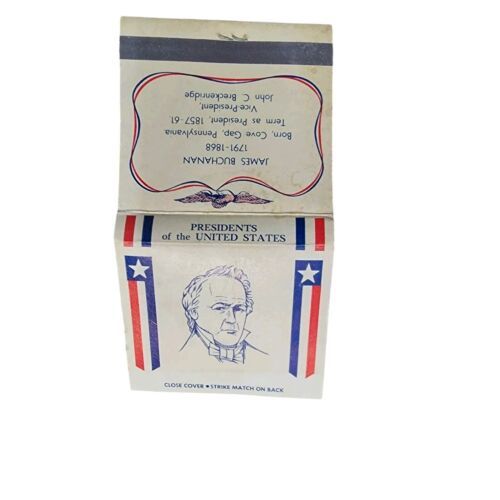 JAMES BUCHANAN
1791-1868
Born, Cove Gap, Pennsylvania
Term as President, 1857-61,
Vice-President,
John C. Breckenridge
PRESIDENTS
of the UNITED STATES
CLOSE COVER • STRIKE MATCH ON BACK